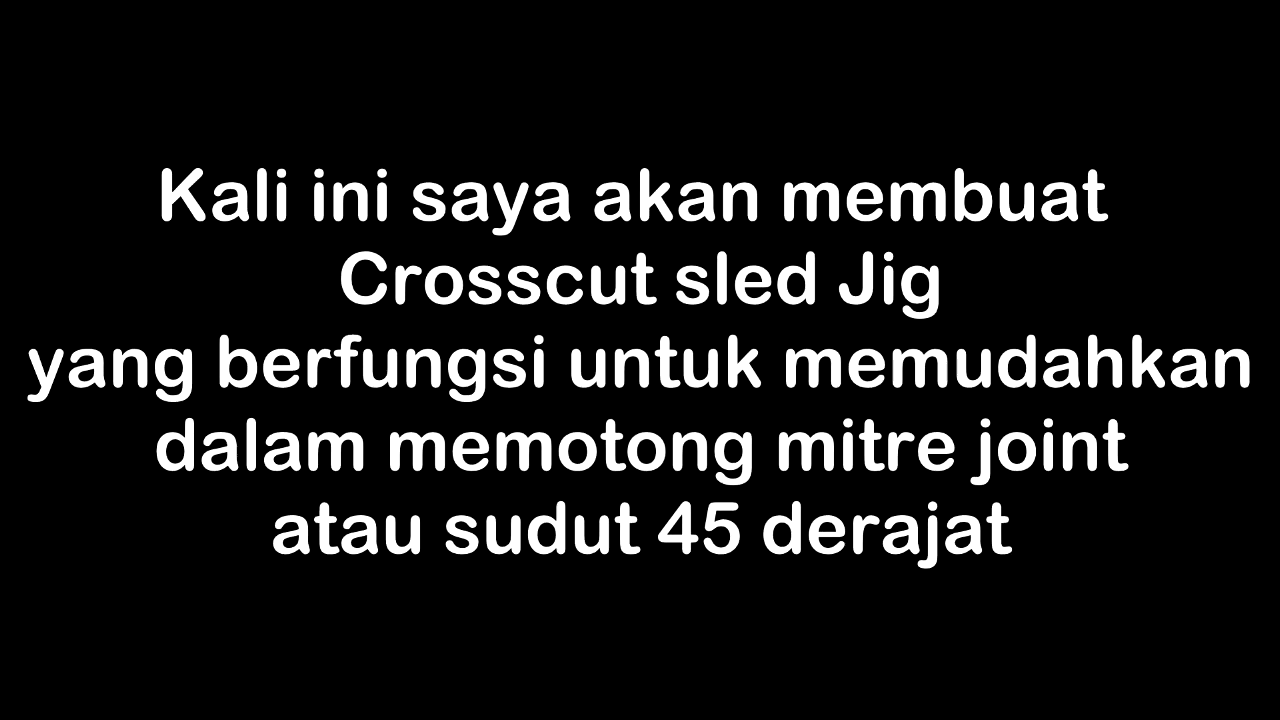 Kali ini saya akan membuat
Crosscut sled Jig
yang berfungsi untuk memudahkan
dalam memotong mitre joint
atau sudut 45 derajat